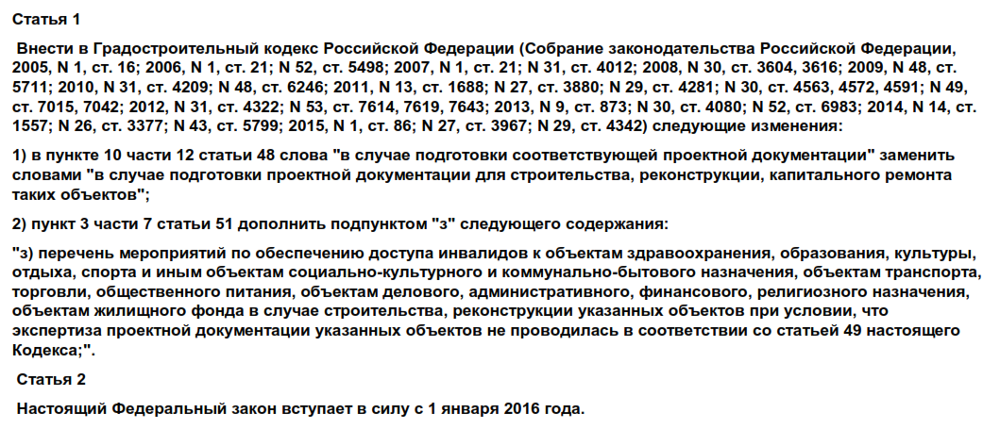 Статья 1
Внести в Градостроительный кодекс Российской Федерации (Собрание законодательства Российской Федерации,
2005, N 1, ст. 16; 2006, N 1, ст. 21; N 52, ст. 5498; 2007, N 1, ст. 21; N 31, ст. 4012; 2008, N 30, ст. 3604, 3616; 2009, N 48, ст.
5711; 2010, N 31, ст. 4209; N 48, ст. 6246; 2011, N 13, ст. 1688; N 27, ст. 3880; N 29, ст. 4281; N 30, ст. 4563, 4572, 4591; N 49,
ст. 7015, 7042; 2012, N 31, ст. 4322; N 53, ст. 7614, 7619, 7643; 2013, N 9, ст. 873; N 30, ст. 4080; N 52, ст. 6983; 2014, N 14, ст.
1557; N 26, ст. 3377; N 43, ст. 5799; 2015, N 1, ст. 86; N 27, ст. 3967; N 29, ст. 4342) следующие изменения:
1) в пункте 10 части 12 статьи 48 слова "в случае подготовки соответствующей проектной документации" заменить
словами "в случае подготовки проектной документации для строительства, реконструкции, капитального ремонта
таких объектов";
2) пункт 3 части 7 статьи 51 дополнить подпунктом "з" следующего содержания:
"з) перечень мероприятий по обеспечению доступа инвалидов к объектам здравоохранения, образования, культуры,
отдыха, спорта и иным объектам социально-культурного и коммунально-бытового назначения, объектам транспорта,
торговли, общественного питания, объектам делового, административного, финансового, религиозного назначения,
объектам жилищного фонда в случае строительства, реконструкции указанных объектов при условии, что
экспертиза проектной документации указанных объектов не проводилась в соответствии со статьей 49 настоящего
Кодекса;".
Статья 2
Настоящий Федеральный закон вступает в силу с 1 января 2016 года.